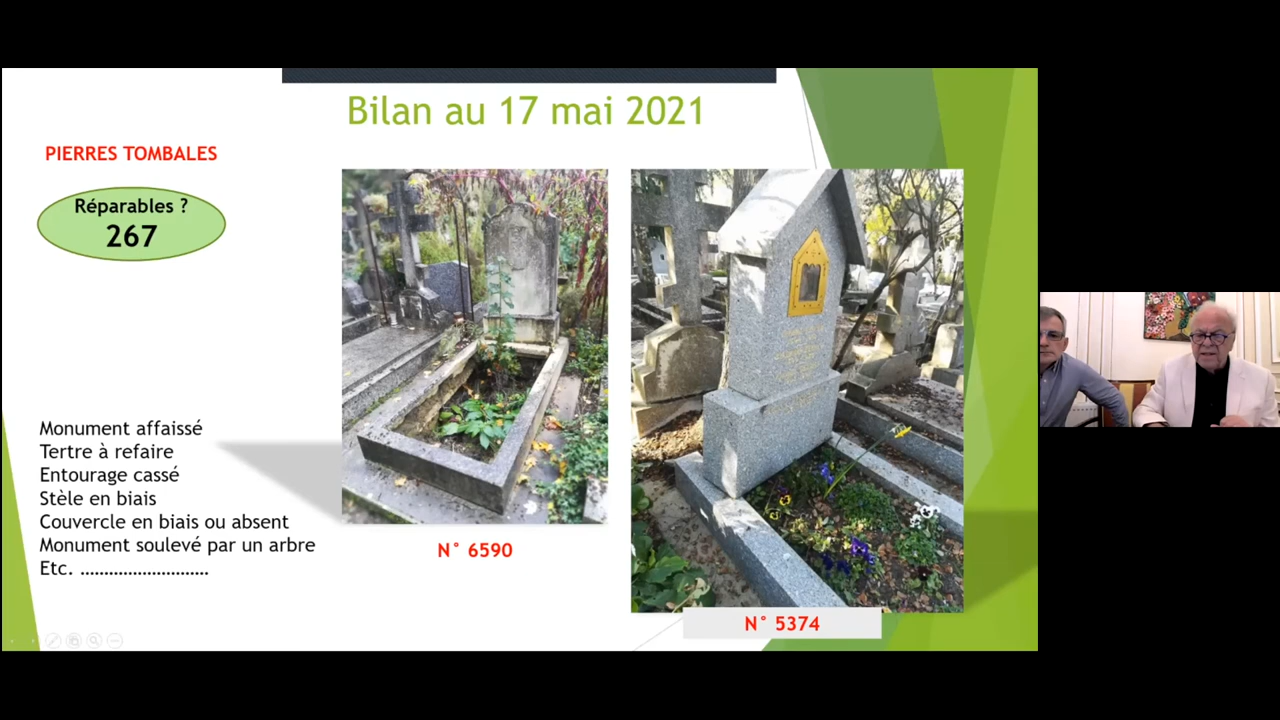 Bilan au 17 mai 2021
PIERRES TOMBALES
Réparables ?
267
Monument affaissé
Tertre à refaire
Entourage cassé
Stèle en biais
Couvercle en biais ou absent
Monument soulevé par un arbre
Etc. ...........................
N° 6590
N° 5374